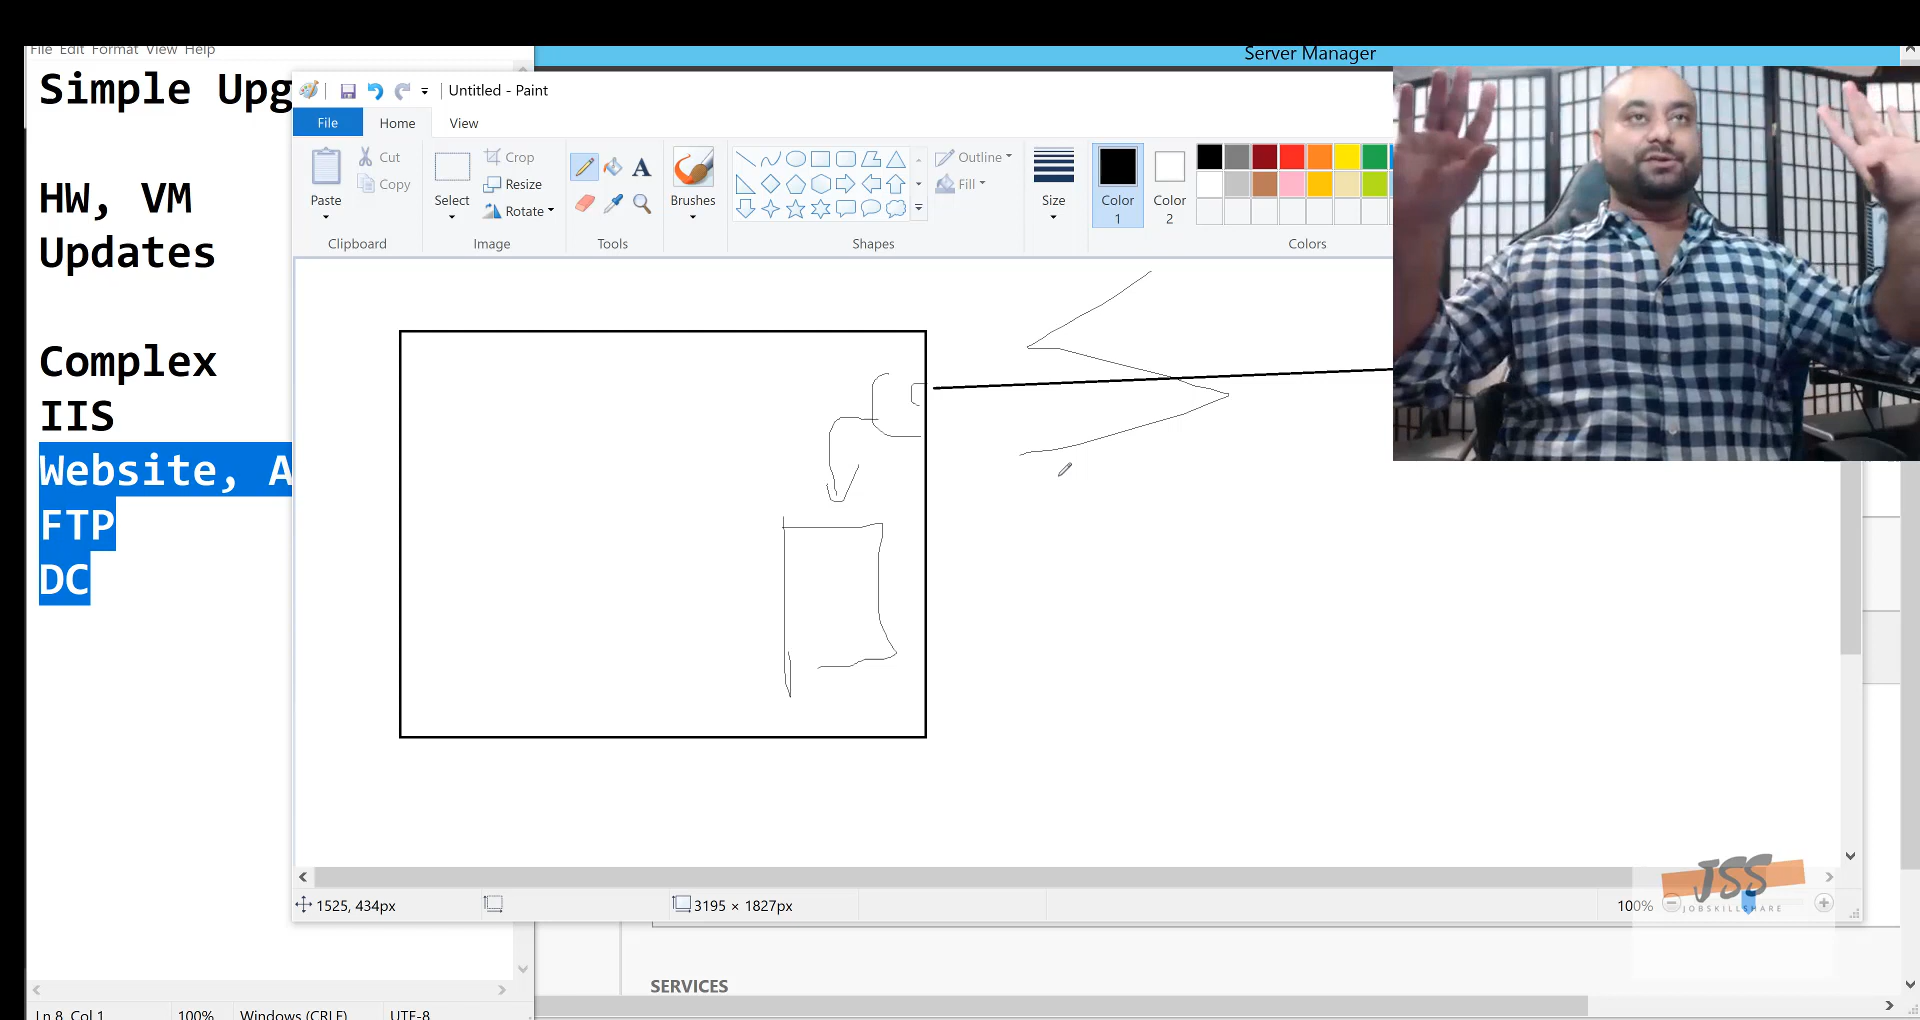 File Edit Format View Help
Server Manager
Simple Upg
Untitled - Paint
File Home View
Cut
Copy
Paste
Clipboard
Select
Crop
Resize
Rotate
Image
Tools
Brushes
Shapes
Outline
Fill
Size
Color 1
Color 2
Colors
HW, VM
Updates
Complex
IIS
Website, A
FTP
DC
1525, 434px
3195 × 1827px
100%
JSS
JOBSKILLSHARE
SERVICES
Ln 8, Col 1
100%
Windows (CRLF)
UTF-8